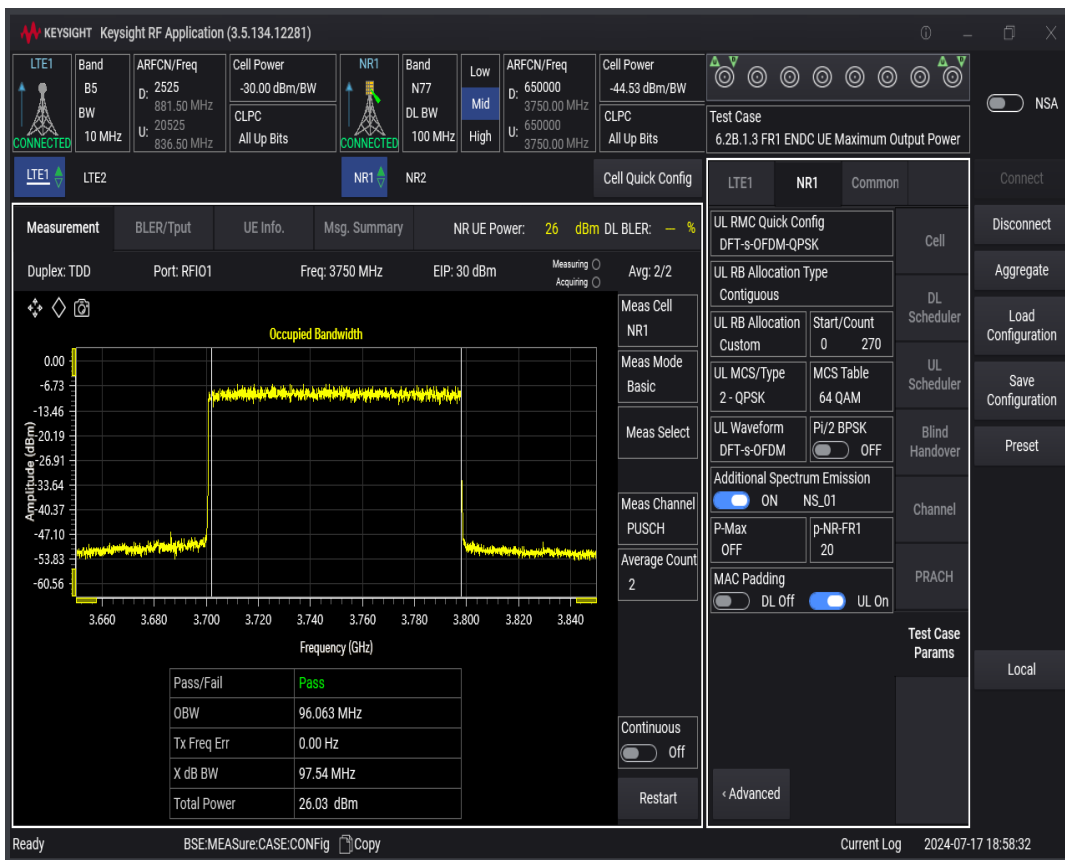 KEYSIGHT Keysight RF Application (3.5.134.12281)
LTE1
CONNECTED
Band
B5
BW
10 MHz
ARFCN/Freq
D: 2525
881.50 MHz
U: 20525
836.50 MHz
Cell Power
-30.00 dBm/BW
CLPC
All Up Bits
NR1
CONNECTED
Band
N77
DL BW
100 MHz
Low
Mid
High
ARFCN/Freq
D: 650000
3750.00 MHz
U: 650000
3750.00 MHz
Cell Power
-44.53 dBm/BW
CLPC
All Up Bits
Test Case
6.2B.1.3 FR1 ENDC UE Maximum Output Power
NSA
LTE1 LTE2 NR1 NR2 Cell Quick Config
Measurement BLER/Tput UE Info. Msg. Summary NR UE Power: 26 dBm DL BLER: — %
Duplex: TDD Port: RFIO1 Freq: 3750 MHz EIP: 30 dBm Measuring Avg: 2/2
Acquiring
Occupied Bandwidth
Amplitude (dBm)
0.00
-6.73
-13.46
-20.19
-26.91
-33.64
-40.37
-47.10
-53.83
-60.56
3.660 3.680 3.700 3.720 3.740 3.760 3.780 3.800 3.820 3.840
Frequency (GHz)
Pass/Fail Pass
OBW 96.063 MHz
Tx Freq Err 0.00 Hz
X dB BW 97.54 MHz
Total Power 26.03 dBm
Meas Cell
NR1
Meas Mode
Basic
Meas Select
Meas Channel
PUSCH
Average Count
2
Continuous
Off
Restart
LTE1 NR1 Common
UL RMC Quick Config
DFT-s-OFDM-QPSK
UL RB Allocation Type
Contiguous
UL RB Allocation Start/Count
Custom 0 270
UL MCS/Type MCS Table
2 - QPSK 64 QAM
UL Waveform Pi/2 BPSK
DFT-s-OFDM OFF
Additional Spectrum Emission
ON NS_01
P-Max p-NR-FR1
OFF 20
MAC Padding
DL Off UL On
‹ Advanced
Cell
DL
Scheduler
UL
Scheduler
Blind
Handover
Channel
PRACH
Test Case
Params
Connect
Disconnect
Aggregate
Load
Configuration
Save
Configuration
Preset
Local
Ready BSE:MEASure:CASE:CONFig Copy Current Log 2024-07-17 18:58:32